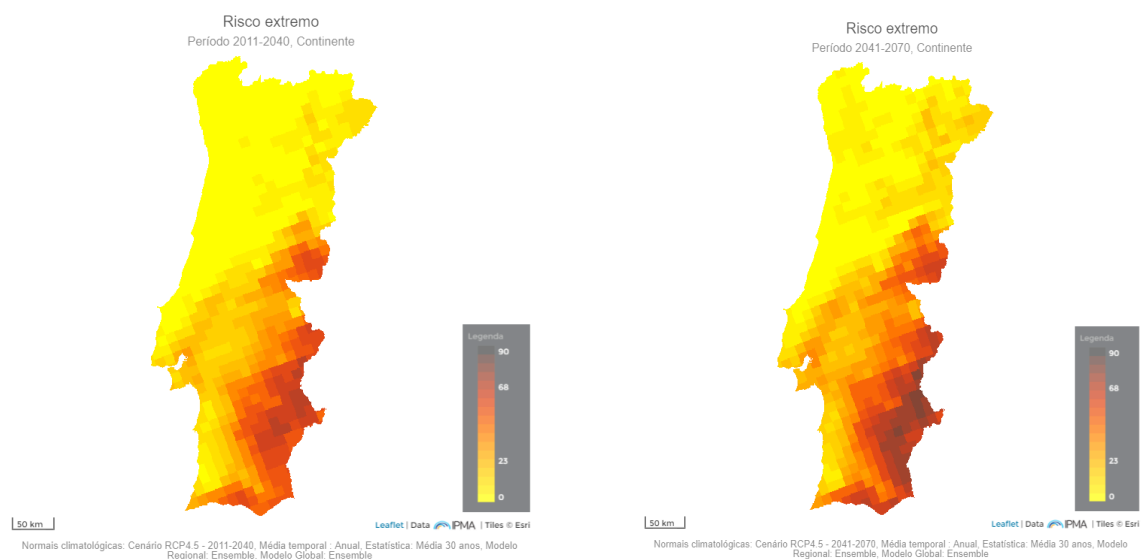 Risco extremo
Período 2011-2040, Continente
Legenda
90
68
23
0
50 km
Leaflet | Data IPMA | Tiles © Esri
Normais climatológicas: Cenário RCP4.5 - 2011-2040, Média temporal : Anual, Estatística: Média 30 anos, Modelo
Regional: Ensemble, Modelo Global: Ensemble
Risco extremo
Período 2041-2070, Continente
Legenda
90
68
23
0
50 km
Leaflet | Data IPMA | Tiles © Esri
Normais climatológicas: Cenário RCP4.5 - 2041-2070, Média temporal : Anual, Estatística: Média 30 anos, Modelo
Regional: Ensemble, Modelo Global: Ensemble